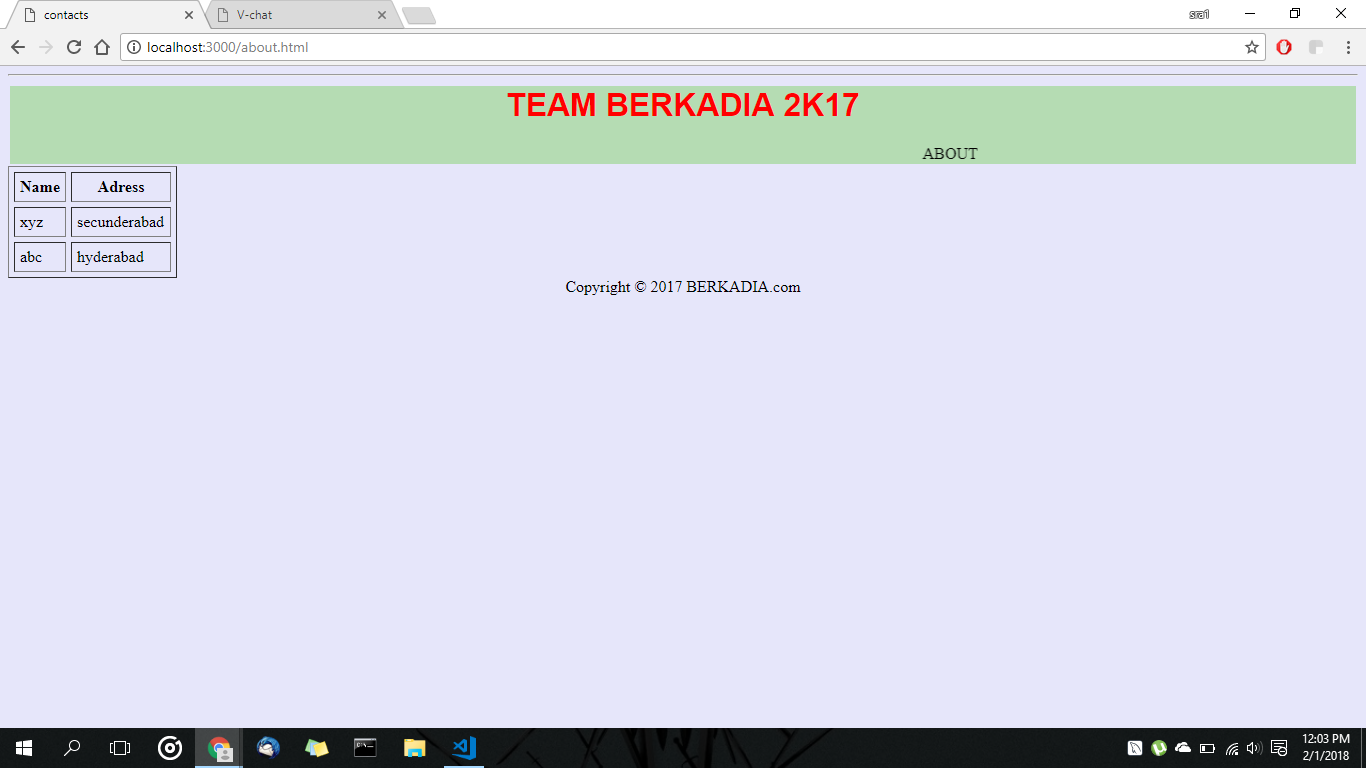 contacts
V-chat
sra1
localhost:3000/about.html
TEAM BERKADIA 2K17
ABOUT
Name Adress
xyz secunderabad
abc hyderabad
Copyright © 2017 BERKADIA.com
12:03 PM
2/1/2018